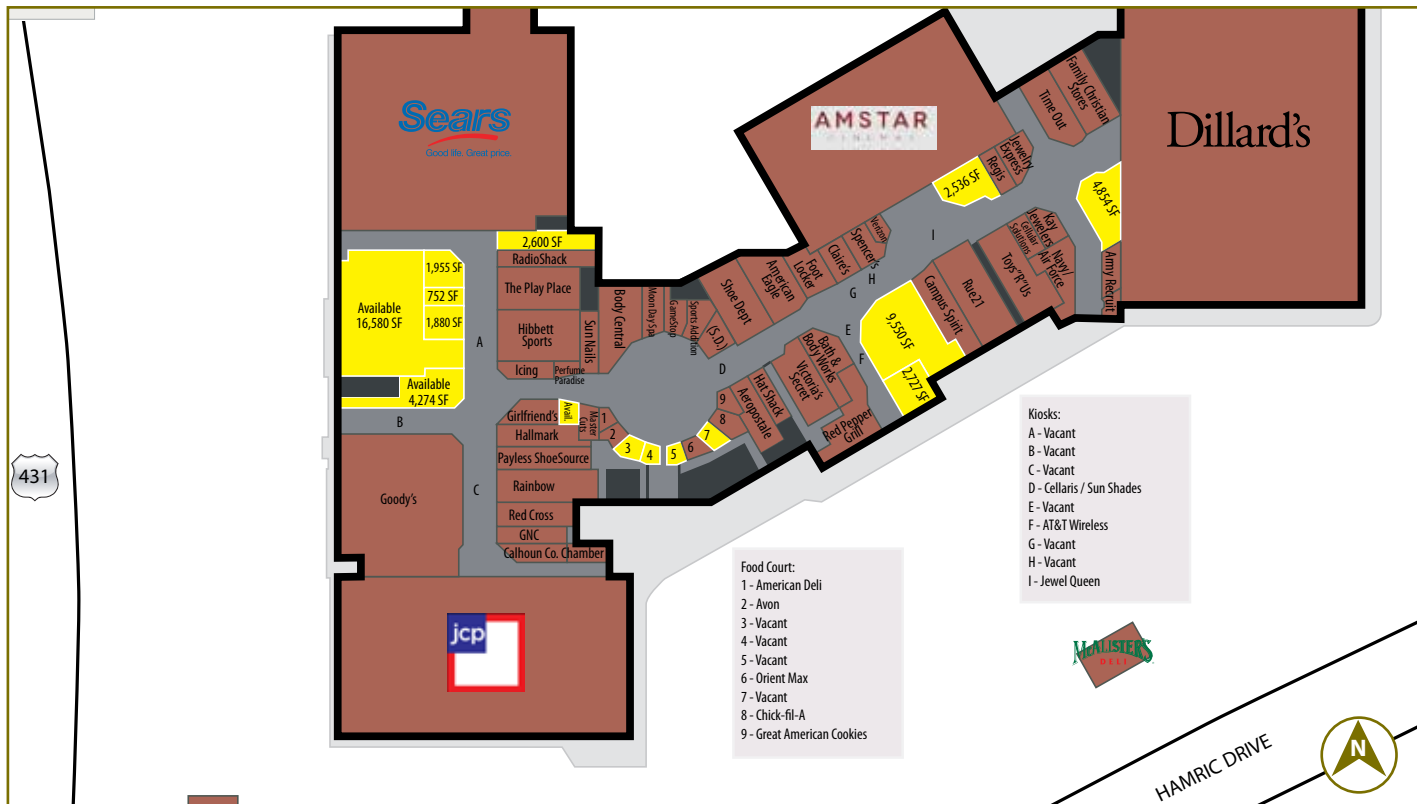 Sears
Good life. Great price.
AMSTAR
CINEMAS
Dillard's
Family Christian
Stores
Time Out
Jewelry
Express
Regis
2,536 SF
4,854 SF
Verizon
Spencer's
Claire's
Foot
Locker
American
Eagle
Shoe Dept
(S.D.)
Sports Addition
GameStop
Moon Day Spa
Body Central
2,600 SF
RadioShack
The Play Place
Hibbett
Sports
Sun Nails
Icing
Perfume
Paradise
Available
16,580 SF
1,955 SF
752 SF
1,880 SF
Available
4,274 SF
A
B
C
D
E
F
G
H
I
Kay
Jewelers
Cellular
Solutions
Navy/
Air Force
Army Recruit
Toys"R"Us
Rue21
Campus Spirit
9,550 SF
2,727 SF
Bath &
Body Works
Victoria's
Secret
Red Pepper
Grill
Hat Shack
Aeropostale
9
8
7
6
5
4
3
2
1
Master
Cuts
Avail.
Girlfriend's
Hallmark
Payless ShoeSource
Rainbow
Red Cross
GNC
Calhoun Co. Chamber
Goody's
jcp
431
Food Court:
1 - American Deli
2 - Avon
3 - Vacant
4 - Vacant
5 - Vacant
6 - Orient Max
7 - Vacant
8 - Chick-fil-A
9 - Great American Cookies
Kiosks:
A - Vacant
B - Vacant
C - Vacant
D - Cellaris / Sun Shades
E - Vacant
F - AT&T Wireless
G - Vacant
H - Vacant
I - Jewel Queen
McALISTER'S
DELI
HAMRIC DRIVE
N